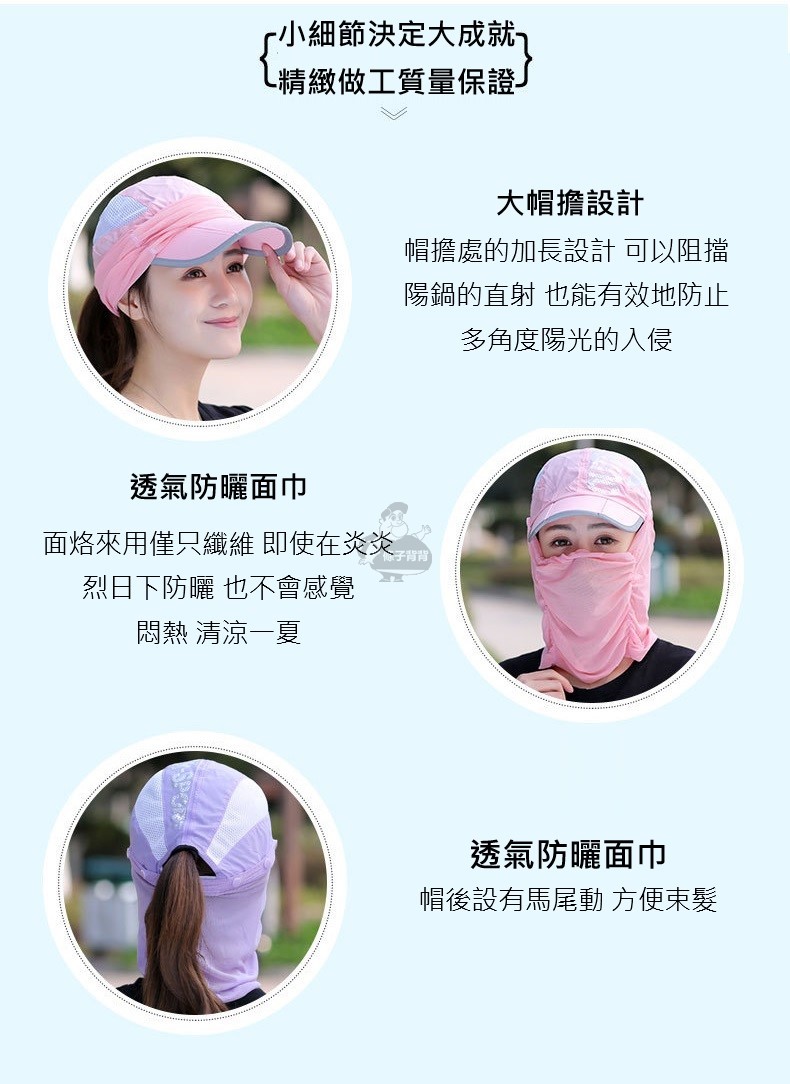 小細節決定大成就
精緻做工質量保證
大帽擔設計
帽擔處的加長設計 可以阻擋
陽鍋的直射 也能有效地防止
多角度陽光的入侵
透氣防曬面巾
面烙來用僅只纖維 即使在炎炎
烈日下防曬 也不會感覺
悶熱 清涼一夏
子背背
透氣防曬面巾
帽後設有馬尾動 方便束髮